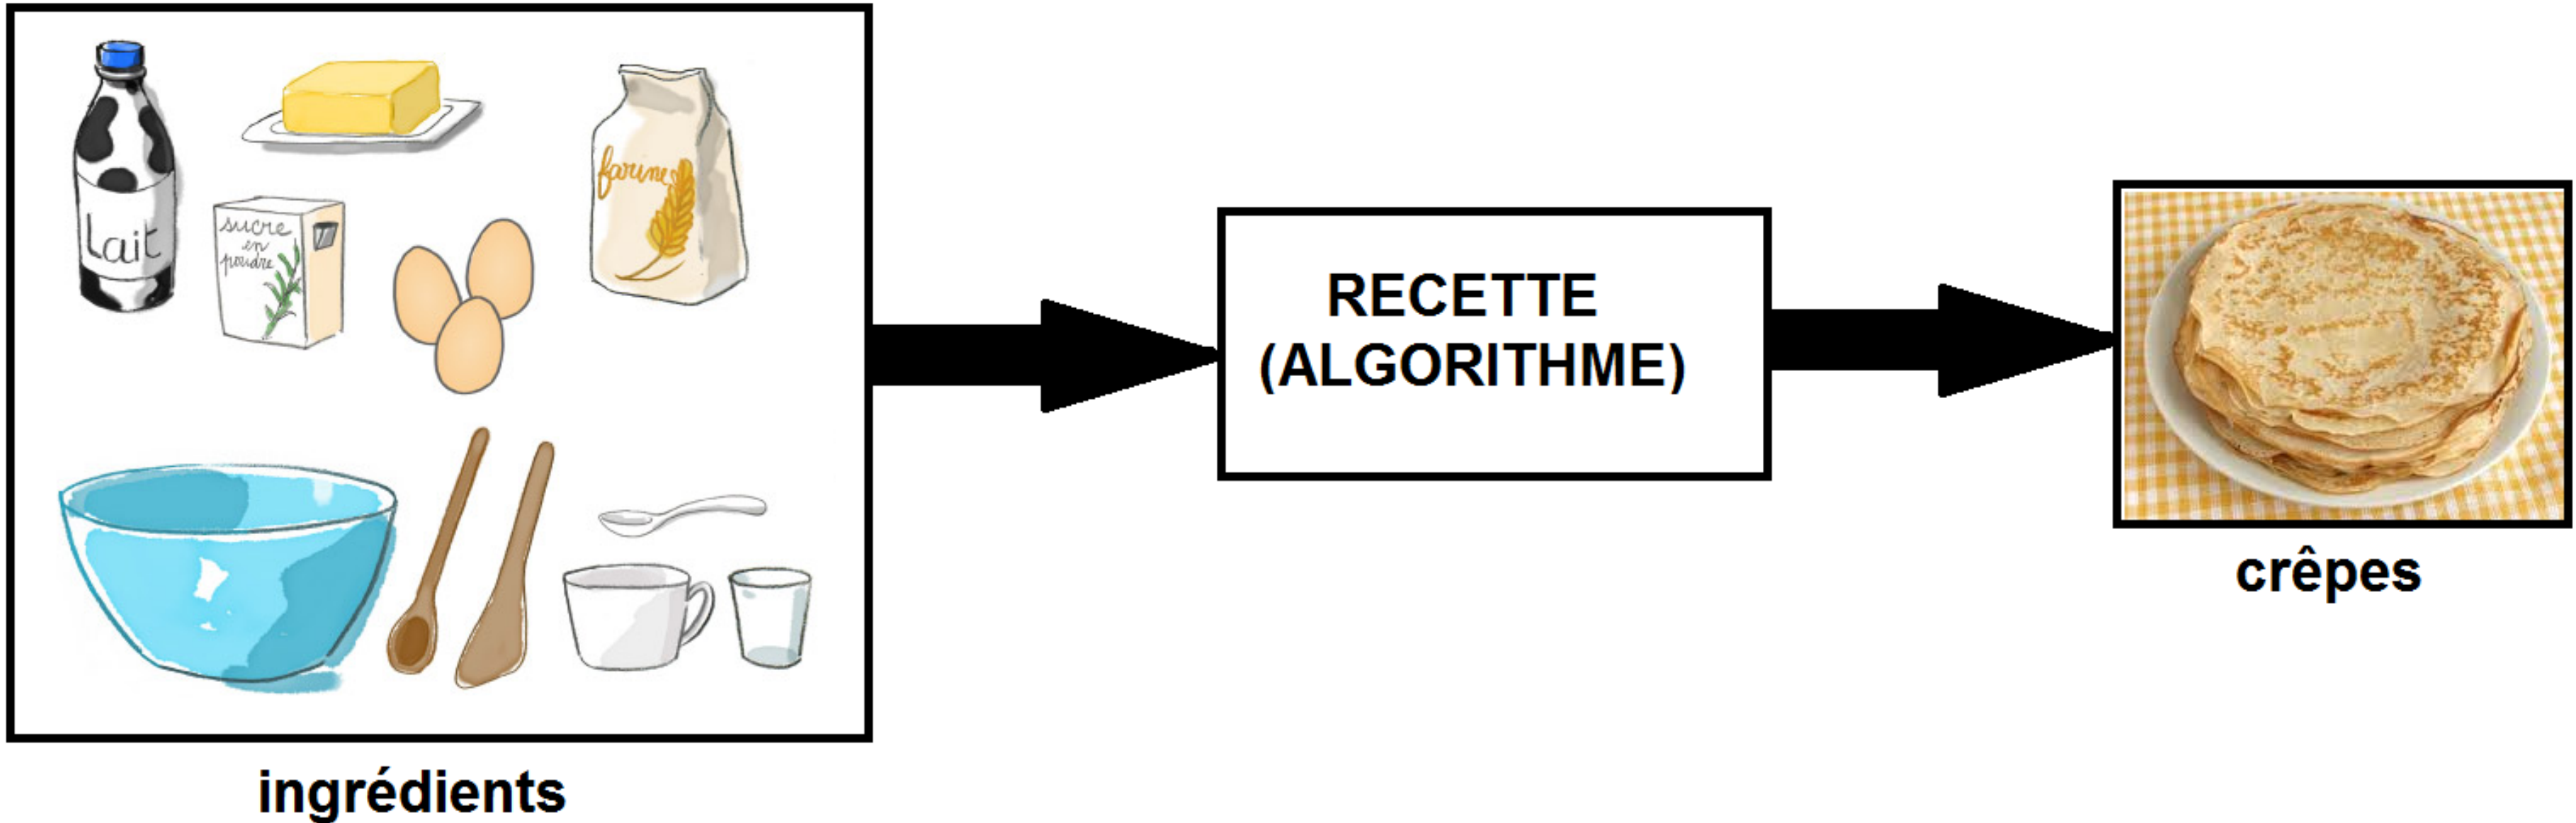 Lait
sucre
en
poudre
farine
ingrédients
RECETTE
(ALGORITHME)
crêpes